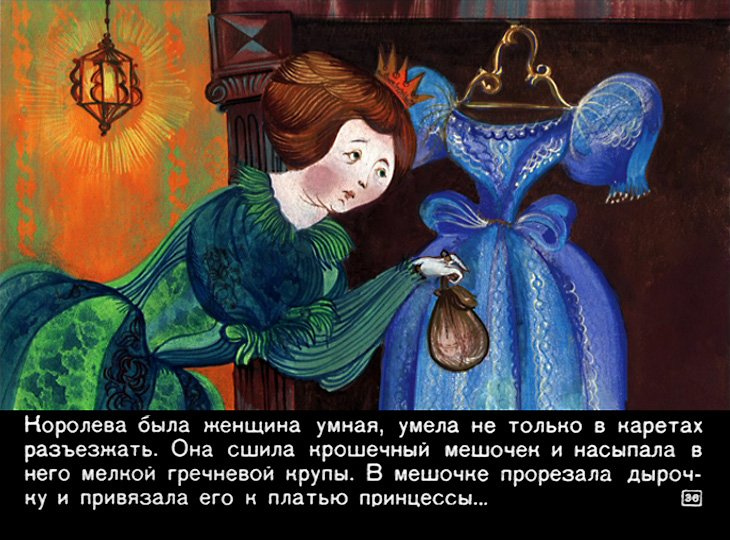 Королева была женщина умная, умела не только в каретах
разъезжать. Она сшила крошечный мешочек и насыпала в
него мелкой гречневой крупы. В мешочке прорезала дыроч-
ку и привязала его к платью принцессы...
36